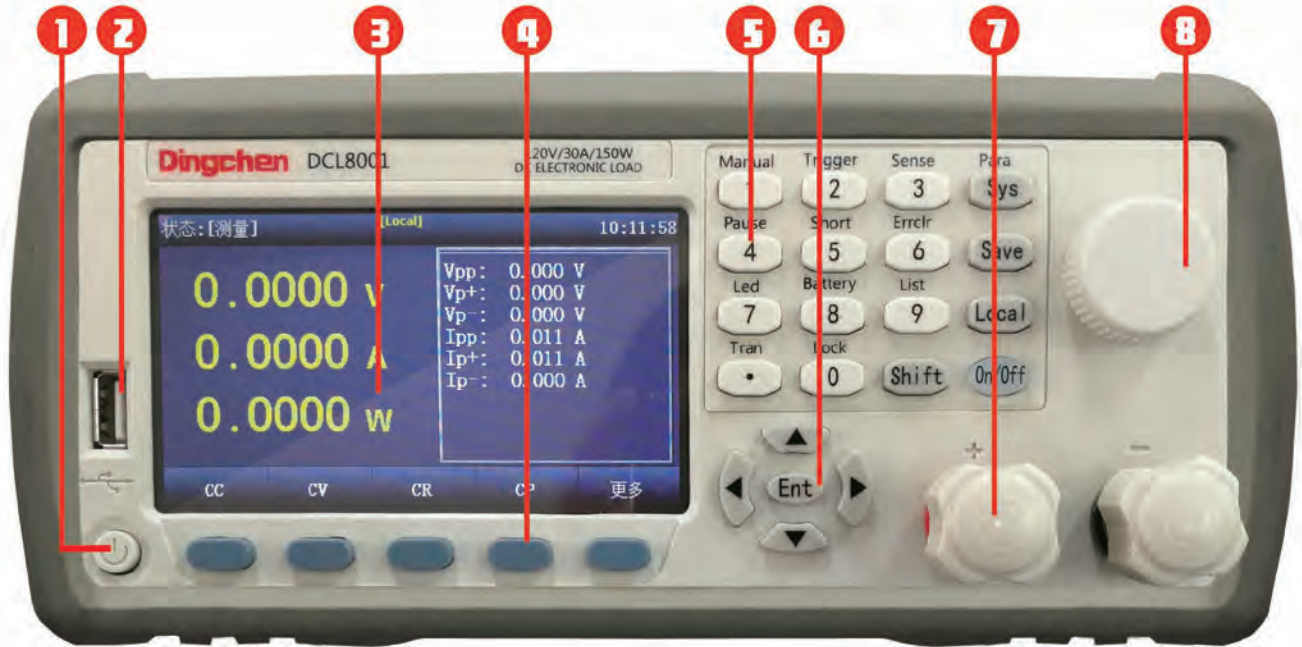 1 2 3 4 5 6 7 8
Dingchen DCL8001
DC ELECTRONIC LOAD
状态:[测量] [Local] 10:11:58
0.0000 V
0.0000 A
0.0000 W
Vpp: 0.000 V
Vp+: 0.000 V
Vp-: 0.000 V
Ipp: 0.011 A
Ip+: 0.011 A
Ip-: 0.000 A
CC CV CR CP 更多
Manual Trigger Sense Para
1 2 3 Sys
Pause Short Errclr
4 5 6 Save
Led Battery List
7 8 9 Local
Tran Lock
. 0 Shift On/Off
Ent
+ -